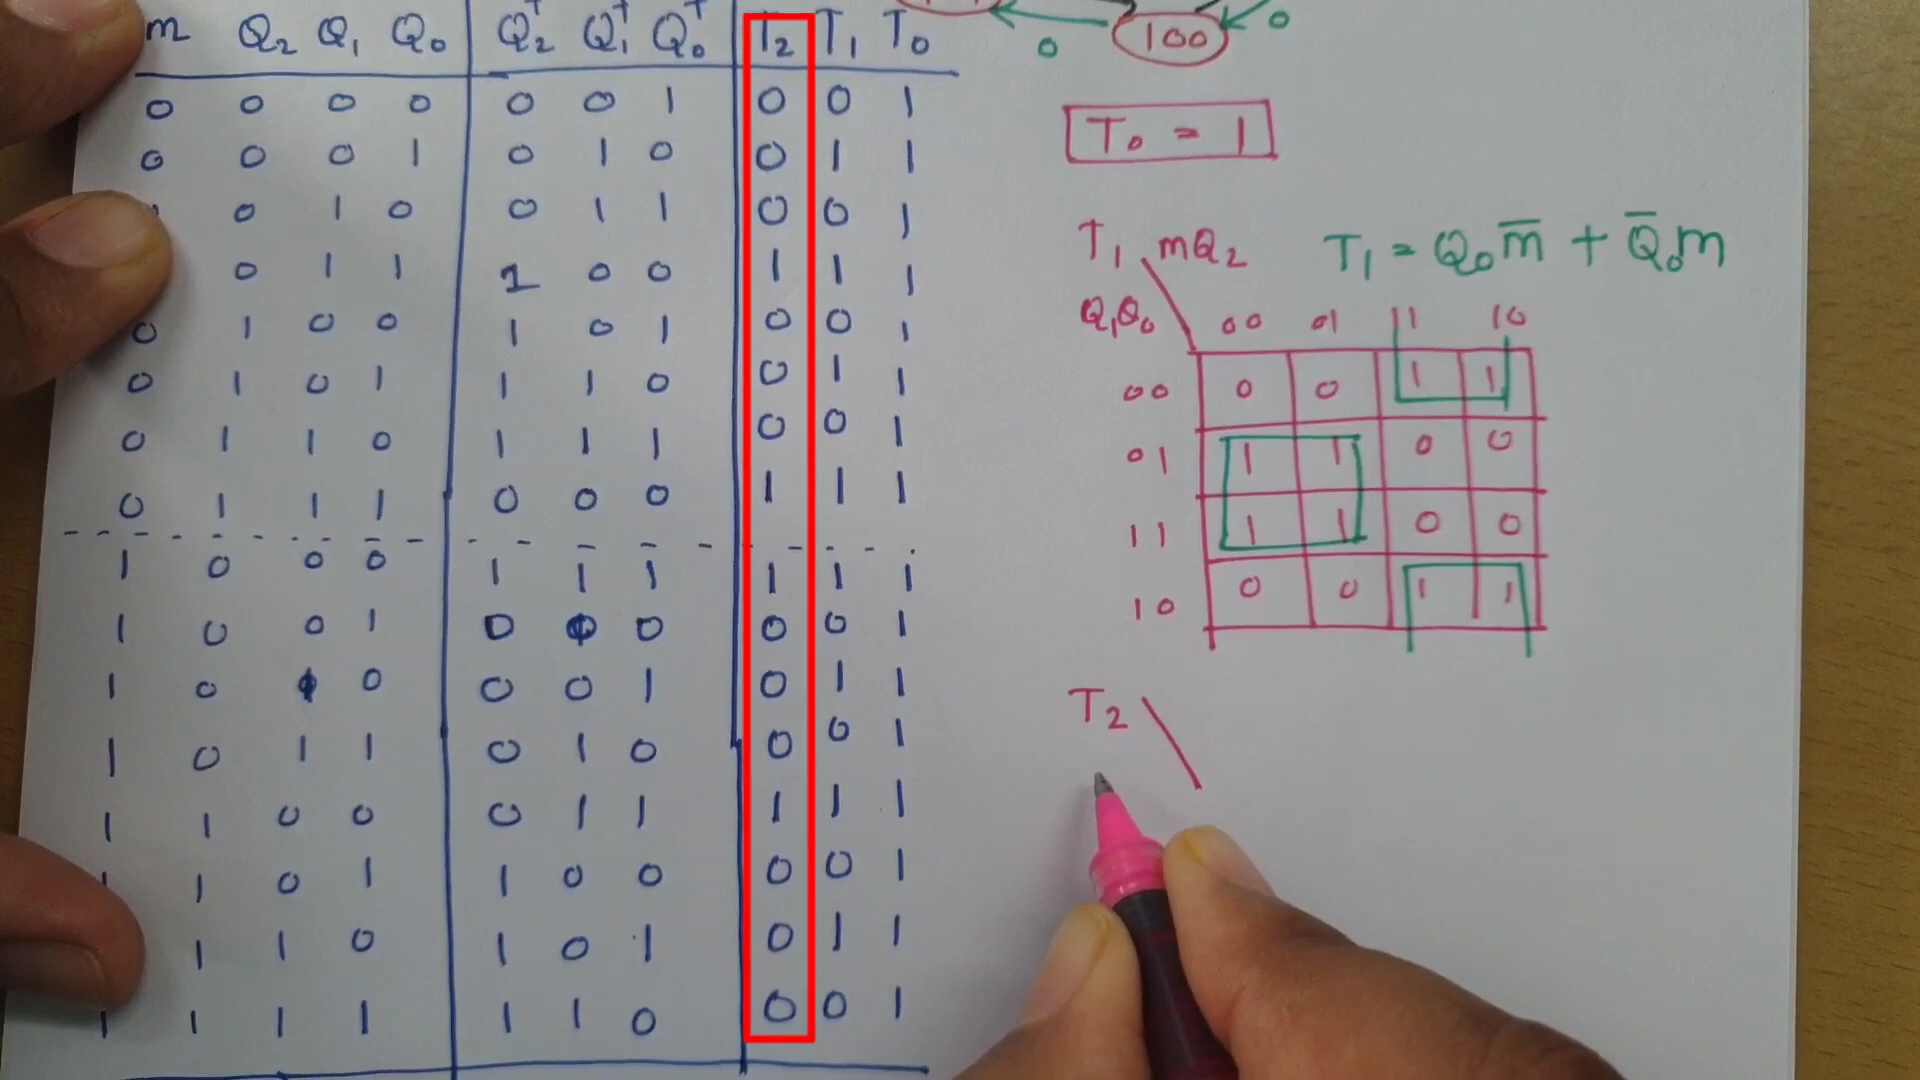 m Q₂ Q₁ Q₀ Q₂⁺ Q₁⁺ Q₀⁺ T₂ T₁ T₀
0 0 0 0 0 0 1 0 0 1
0 0 0 1 0 1 0 0 1 1
0 1 0 0 1 1 0 0 1
0 1 1 1 0 0 1 1 1
0 1 0 0 1 0 1 0 0 1
0 1 0 1 1 1 0 0 1 1
0 1 1 0 1 1 1 0 0 1
0 1 1 1 0 0 0 1 1 1
1 0 0 0 1 1 1 1 1 1
1 0 0 1 0 0 0 0 0 1
1 0 1 0 0 0 1 0 1 1
1 0 1 1 0 1 0 0 0 1
1 1 0 0 0 1 1 1 1 1
1 1 0 1 1 0 0 0 0 1
1 1 0 1 0 1 0 1 1
1 1 1 1 1 1 0 0 0 1
0 100 0
T₀ = 1
T₁ mQ₂ T₁ = Q₀m̅ + Q̅₀m
Q₁Q₀ 00 01 11 10
00 0 0 1 1
01 1 1 0 0
11 1 1 0 0
10 0 0 1 1
T₂